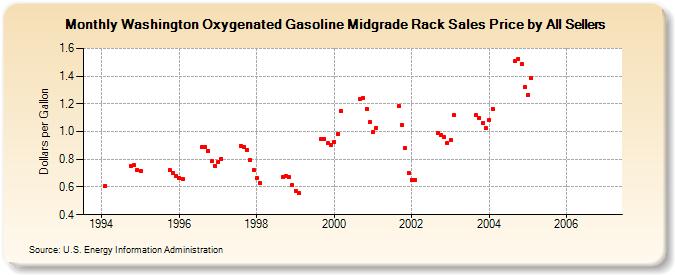 Monthly Washington Oxygenated Gasoline Midgrade Rack Sales Price by All Sellers
Dollars per Gallon
1.6
1.4
1.2
1.0
0.8
0.6
0.4
1994 1996 1998 2000 2002 2004 2006
Source: U.S. Energy Information Administration